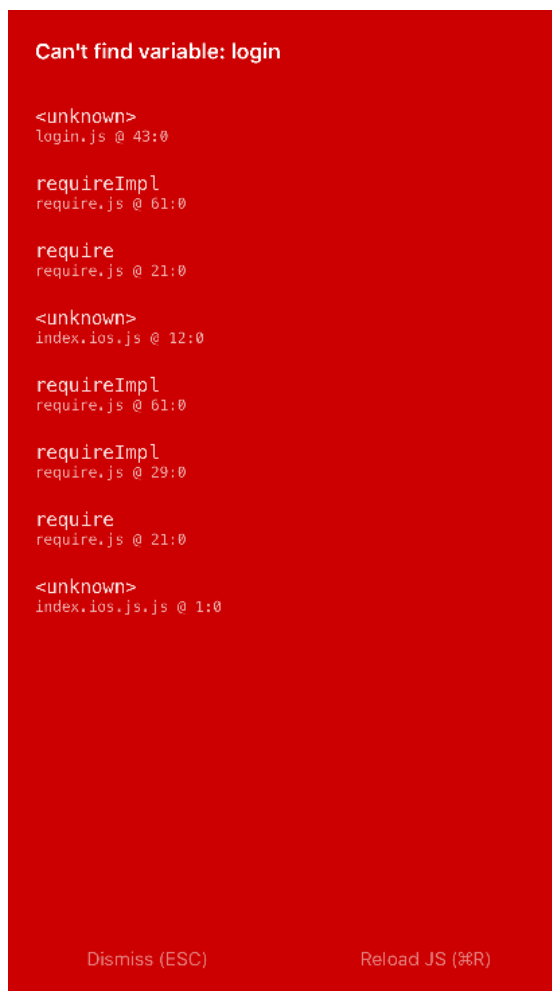 Can't find variable: login
<unknown>
login.js @ 43:0
requireImpl
require.js @ 61:0
require
require.js @ 21:0
<unknown>
index.ios.js @ 12:0
requireImpl
require.js @ 61:0
requireImpl
require.js @ 29:0
require
require.js @ 21:0
<unknown>
index.ios.js.js @ 1:0
Dismiss (ESC) Reload JS (⌘R)